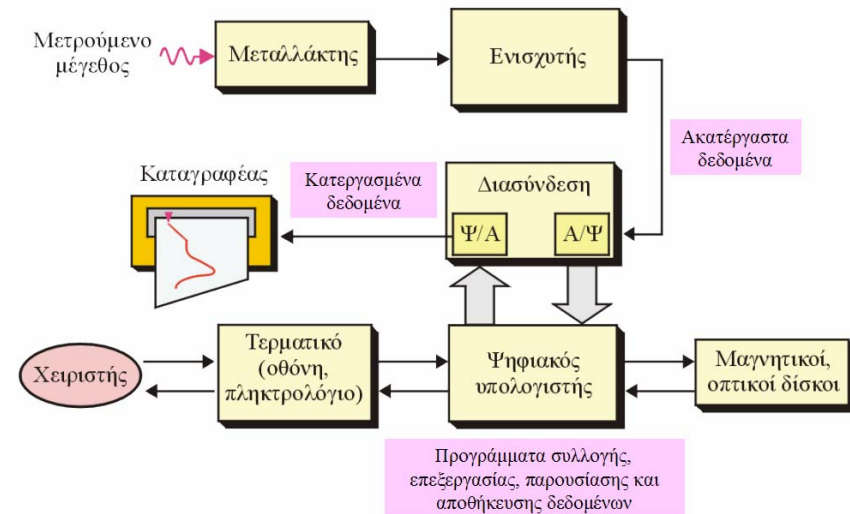 Μετρούμενο
μέγεθος
Μεταλλάκτης
Ενισχυτής
Ακατέργαστα
δεδομένα
Καταγραφέας
Κατεργασμένα
δεδομένα
Διασύνδεση
Ψ/Α
Α/Ψ
Χειριστής
Τερματικό
(οθόνη,
πληκτρολόγιο)
Ψηφιακός
υπολογιστής
Μαγνητικοί,
οπτικοί δίσκοι
Προγράμματα συλλογής,
επεξεργασίας, παρουσίασης και
αποθήκευσης δεδομένων